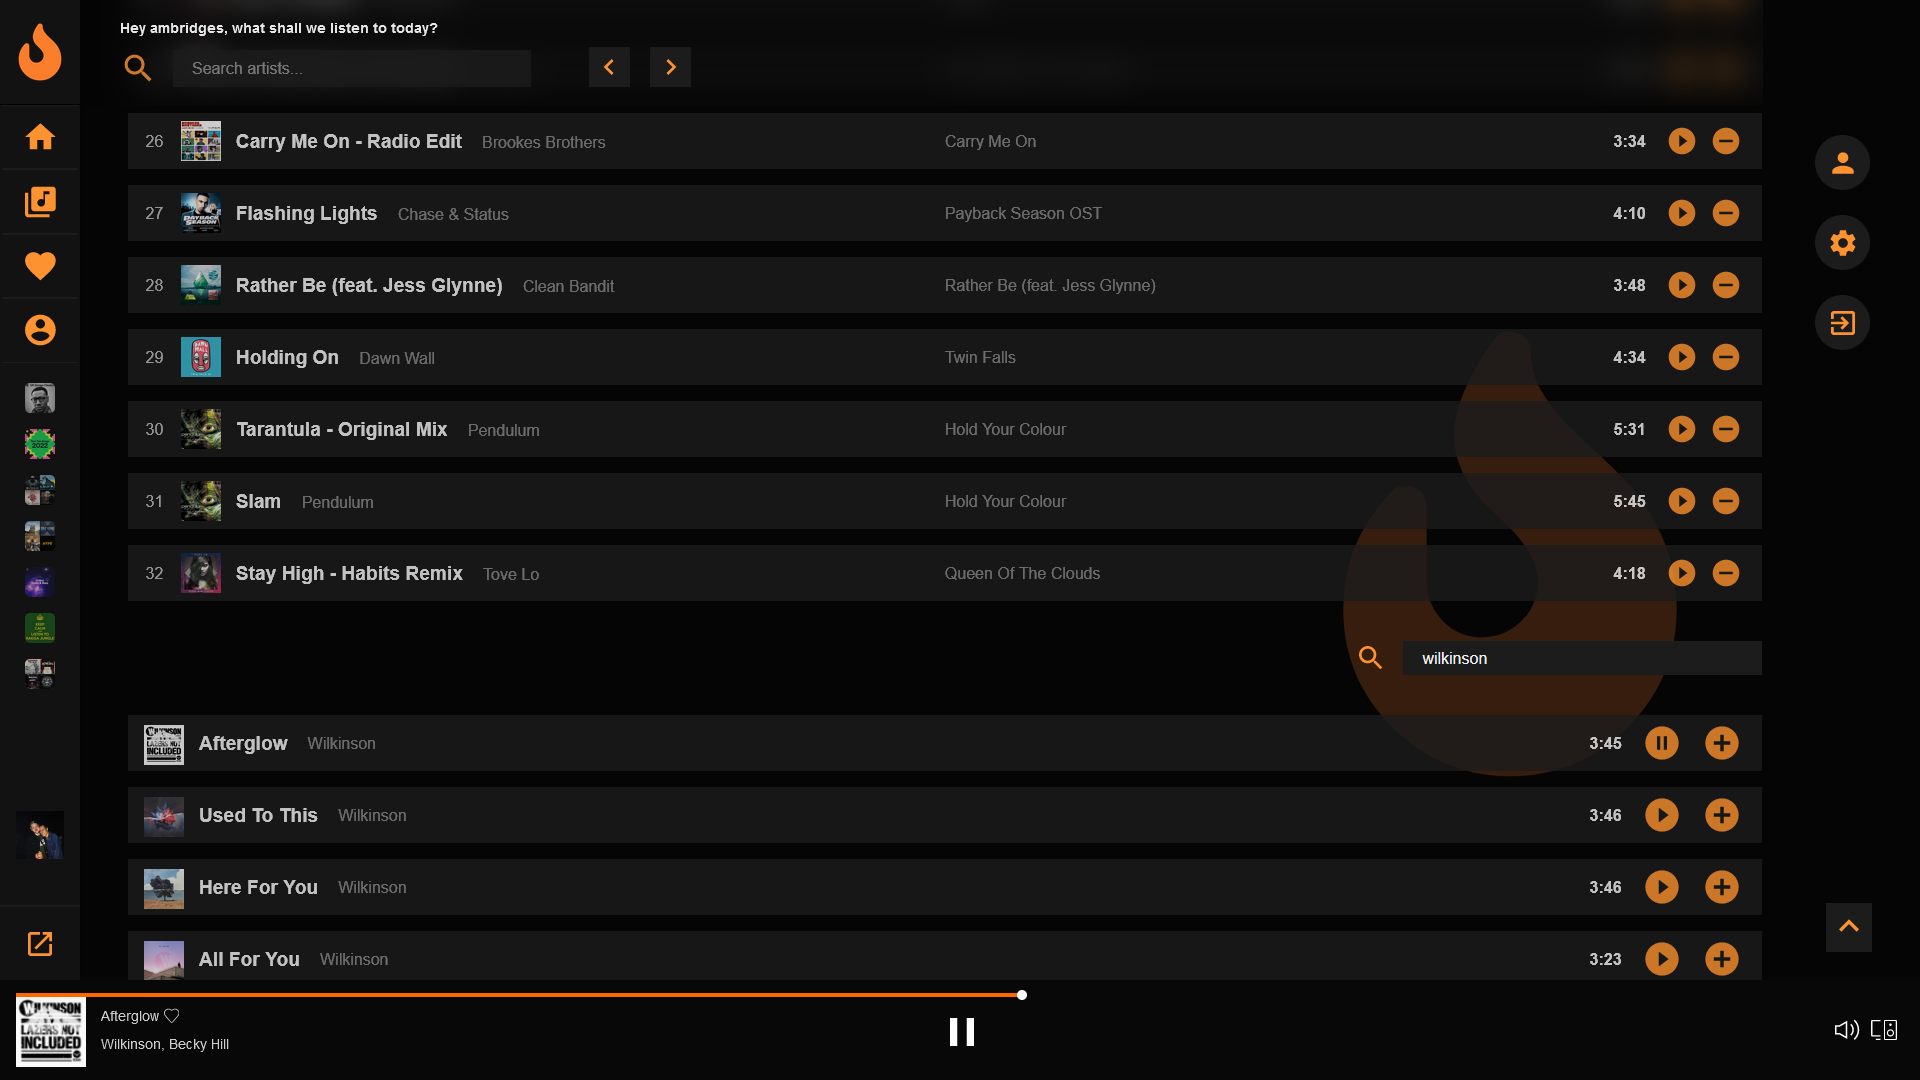 Hey ambridges, what shall we listen to today?
Search artists...
26 Carry Me On - Radio Edit Brookes Brothers Carry Me On 3:34
27 Flashing Lights Chase & Status Payback Season OST 4:10
28 Rather Be (feat. Jess Glynne) Clean Bandit Rather Be (feat. Jess Glynne) 3:48
29 Holding On Dawn Wall Twin Falls 4:34
30 Tarantula - Original Mix Pendulum Hold Your Colour 5:31
31 Slam Pendulum Hold Your Colour 5:45
32 Stay High - Habits Remix Tove Lo Queen Of The Clouds 4:18
wilkinson
Afterglow Wilkinson 3:45
Used To This Wilkinson 3:46
Here For You Wilkinson 3:46
All For You Wilkinson 3:23
WILKINSON
LAZERS NOT
INCLUDED
Afterglow
Wilkinson, Becky Hill